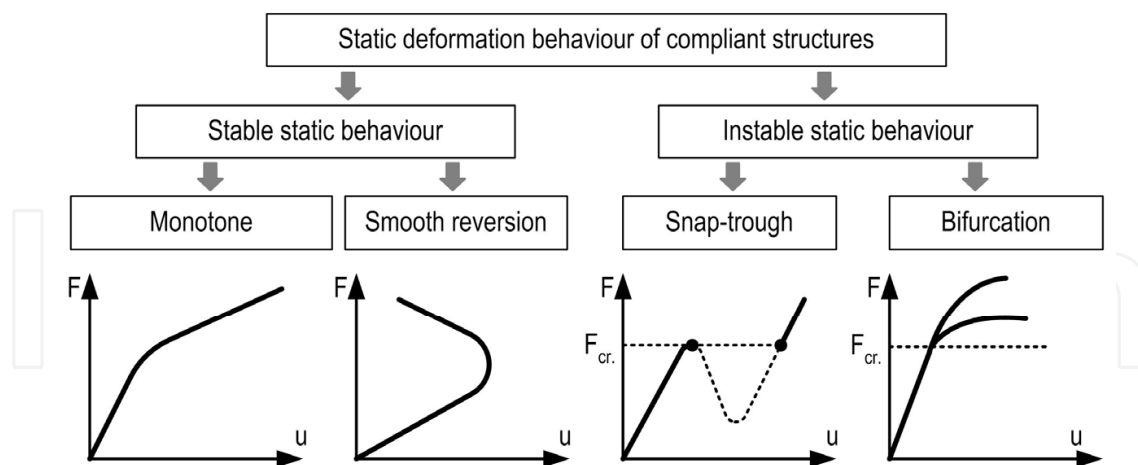 Static deformation behaviour of compliant structures
Stable static behaviour
Instable static behaviour
Monotone
Smooth reversion
Snap-trough
Bifurcation
F
u
F
u
F
Fcr.
u
F
Fcr.
u